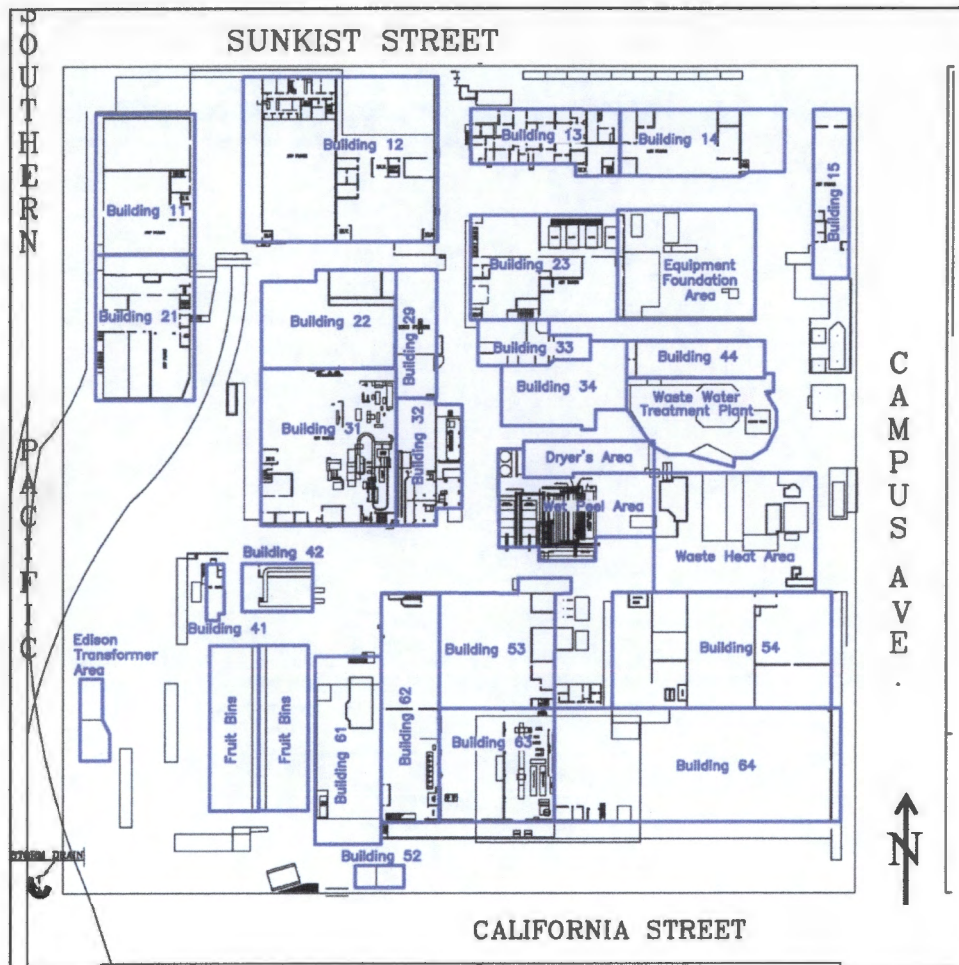 SUNKIST STREET
SOUTHERN
PACIFIC
Building 12
Building 13
Building 14
Building 15
Building 11
Building 23
Equipment
Foundation
Area
Building 21
Building 22
Building 29
Building 33
Building 44
Building 34
Waste Water
Treatment Plant
CAMPUS AVE.
Building 31
Building 32
Dryer's Area
Wet Peel Area
Waste Heat Area
Building 42
Building 41
Edison
Transformer
Area
Building 53
Building 54
Fruit Bins
Fruit Bins
Building 61
Building 62
Building 63
Building 64
STORM DRAIN
Building 52
N
CALIFORNIA STREET